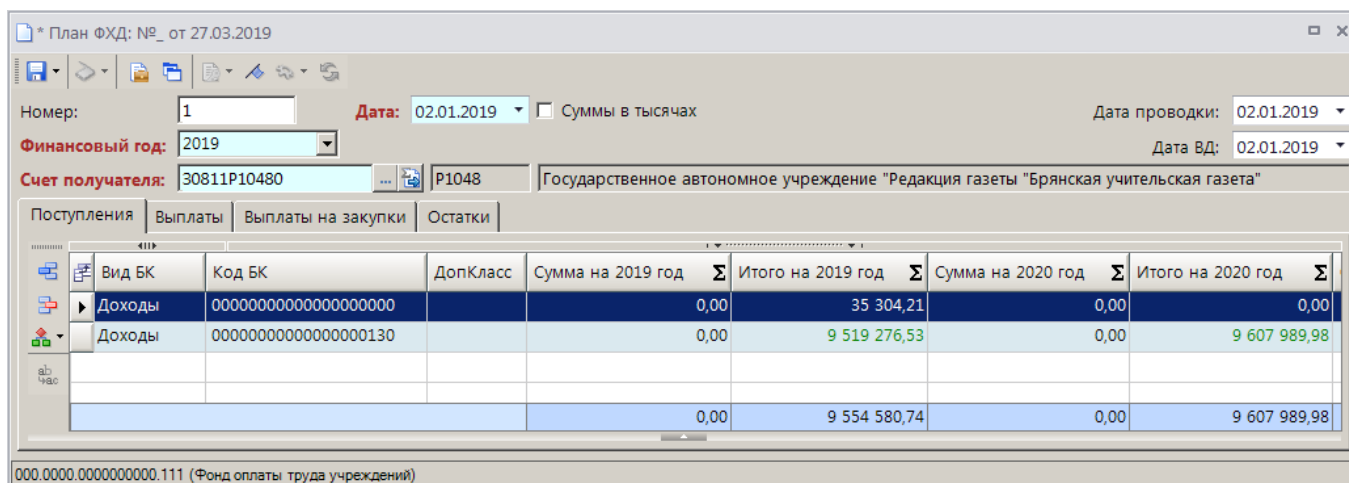 * План ФХД: №_ от 27.03.2019
Номер: 1 Дата: 02.01.2019 Суммы в тысячах Дата проводки: 02.01.2019
Финансовый год: 2019 Дата ВД: 02.01.2019
Счет получателя: 30811Р10480 ... Р1048 Государственное автономное учреждение "Редакция газеты "Брянская учительская газета"
Поступления Выплаты Выплаты на закупки Остатки
Вид БК Код БК ДопКласс Сумма на 2019 год Σ Итого на 2019 год Σ Сумма на 2020 год Σ Итого на 2020 год Σ
Доходы 00000000000000000000 0,00 35 304,21 0,00 0,00
Доходы 00000000000000000130 0,00 9 519 276,53 0,00 9 607 989,98
ab
ac
0,00 9 554 580,74 0,00 9 607 989,98
000.0000.0000000000.111 (Фонд оплаты труда учреждений)